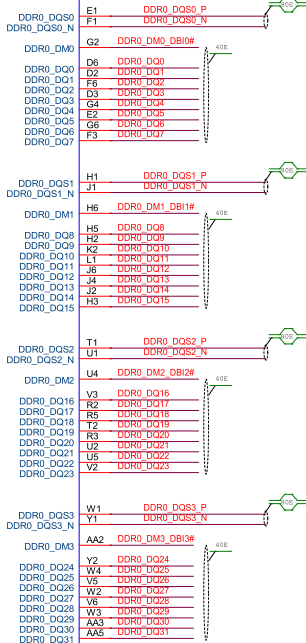 DDR0_DQS0 E1 DDR0_DQS0_P 80E
DDR0_DQS0_N F1 DDR0_DQS0_N
DDR0_DM0 G2 DDR0_DM0_DBI0# 40E
DDR0_DQ0 D6 DDR0_DQ0
DDR0_DQ1 D2 DDR0_DQ1
DDR0_DQ2 F6 DDR0_DQ2
DDR0_DQ3 D3 DDR0_DQ3
DDR0_DQ4 G4 DDR0_DQ4
DDR0_DQ5 E2 DDR0_DQ5
DDR0_DQ6 G6 DDR0_DQ6
DDR0_DQ7 F3 DDR0_DQ7
DDR0_DQS1 H1 DDR0_DQS1_P 80E
DDR0_DQS1_N J1 DDR0_DQS1_N
DDR0_DM1 H6 DDR0_DM1_DBI1# 40E
DDR0_DQ8 H5 DDR0_DQ8
DDR0_DQ9 H2 DDR0_DQ9
DDR0_DQ10 K2 DDR0_DQ10
DDR0_DQ11 L1 DDR0_DQ11
DDR0_DQ12 J6 DDR0_DQ12
DDR0_DQ13 J4 DDR0_DQ13
DDR0_DQ14 J2 DDR0_DQ14
DDR0_DQ15 H3 DDR0_DQ15
DDR0_DQS2 T1 DDR0_DQS2_P 80E
DDR0_DQS2_N U1 DDR0_DQS2_N
DDR0_DM2 U4 DDR0_DM2_DBI2# 40E
DDR0_DQ16 V3 DDR0_DQ16
DDR0_DQ17 R2 DDR0_DQ17
DDR0_DQ18 R5 DDR0_DQ18
DDR0_DQ19 T2 DDR0_DQ19
DDR0_DQ20 R3 DDR0_DQ20
DDR0_DQ21 U2 DDR0_DQ21
DDR0_DQ22 U5 DDR0_DQ22
DDR0_DQ23 V2 DDR0_DQ23
DDR0_DQS3 W1 DDR0_DQS3_P 80E
DDR0_DQS3_N Y1 DDR0_DQS3_N
DDR0_DM3 AA2 DDR0_DM3_DBI3# 40E
DDR0_DQ24 Y2 DDR0_DQ24
DDR0_DQ25 W4 DDR0_DQ25
DDR0_DQ26 V5 DDR0_DQ26
DDR0_DQ27 W2 DDR0_DQ27
DDR0_DQ28 V6 DDR0_DQ28
DDR0_DQ29 W3 DDR0_DQ29
DDR0_DQ30 AA3 DDR0_DQ30
DDR0_DQ31 AA5 DDR0_DQ31